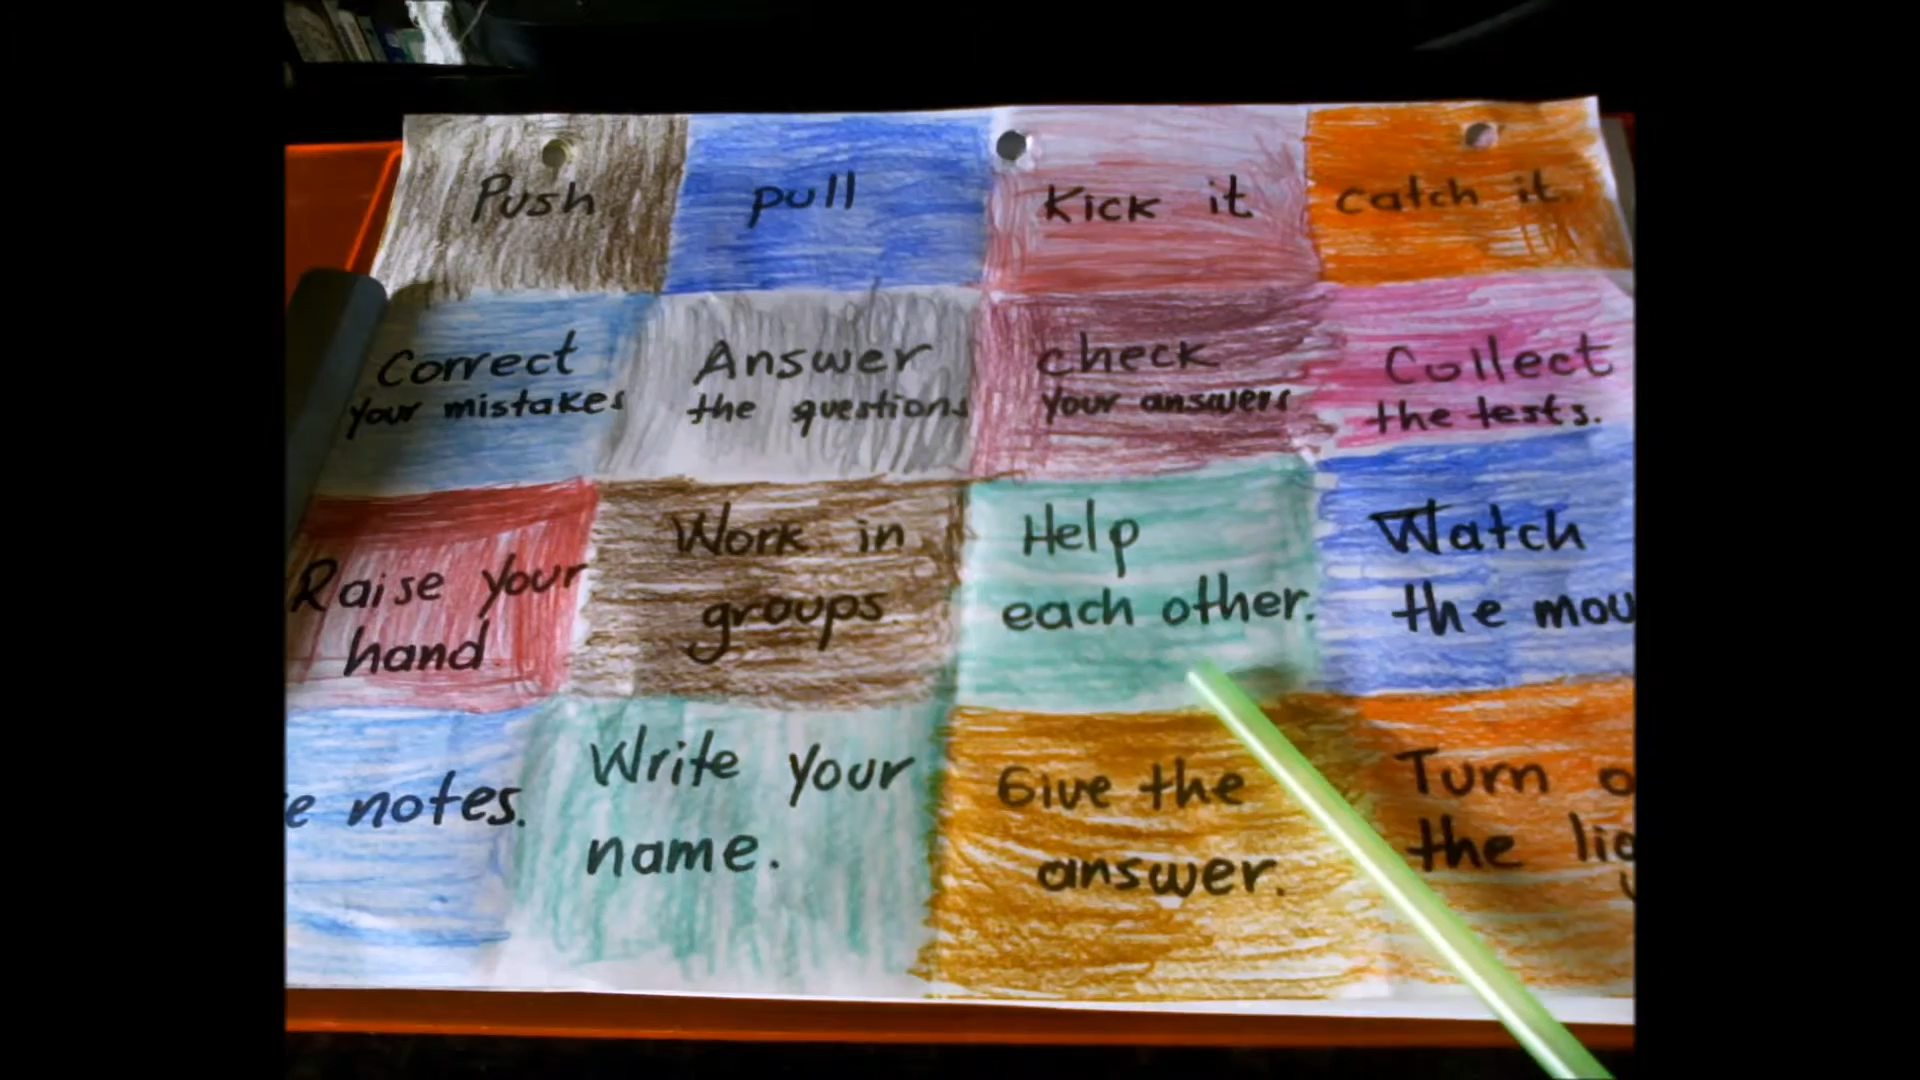 Push
pull
Kick it
catch it.
Correct
your mistakes
Answer
the questions
check
your answers
Collect
the tests.
Raise your
hand
Work in
groups.
Help
each other.
Watch
the
notes.
Write your
name.
Give the
answer.
Turn
the